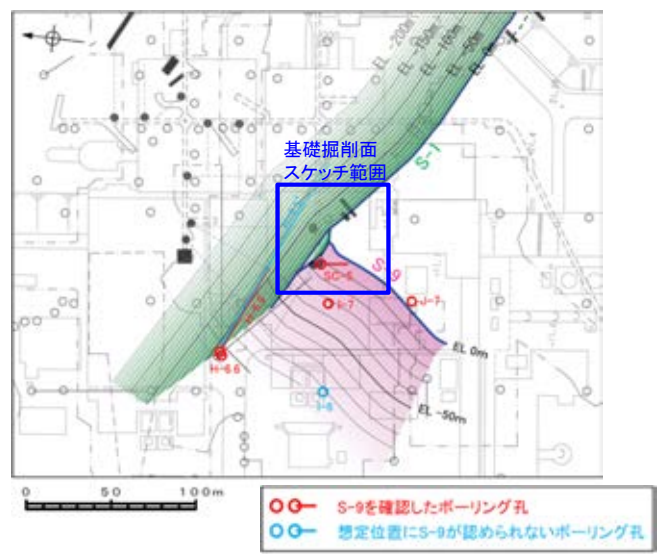 EL -200m
EL -150m
EL -100m
EL -50m
基礎掘削面
スケッチ範囲
S-1
S-9
SC-5
J-7
H-6.6
EL 0m
EL -50m
0 50 100m
S-9を確認したボーリング孔
想定位置にS-9が認められないボーリング孔